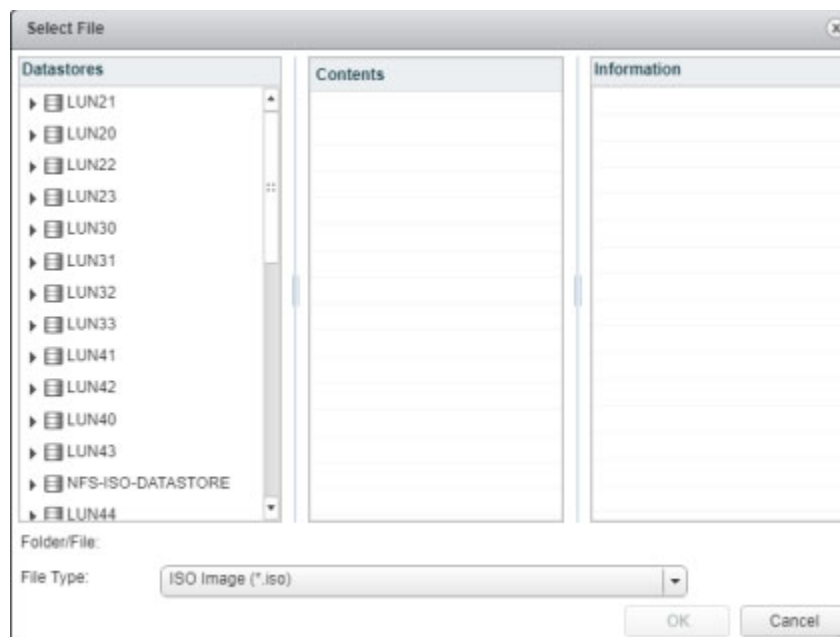 Select File
Datastores
LUN21
LUN20
LUN22
LUN23
LUN30
LUN31
LUN32
LUN33
LUN41
LUN42
LUN40
LUN43
NFS-ISO-DATASTORE
LUN44
Contents
Information
Folder/File:
File Type:
ISO Image (*.iso)
OK
Cancel